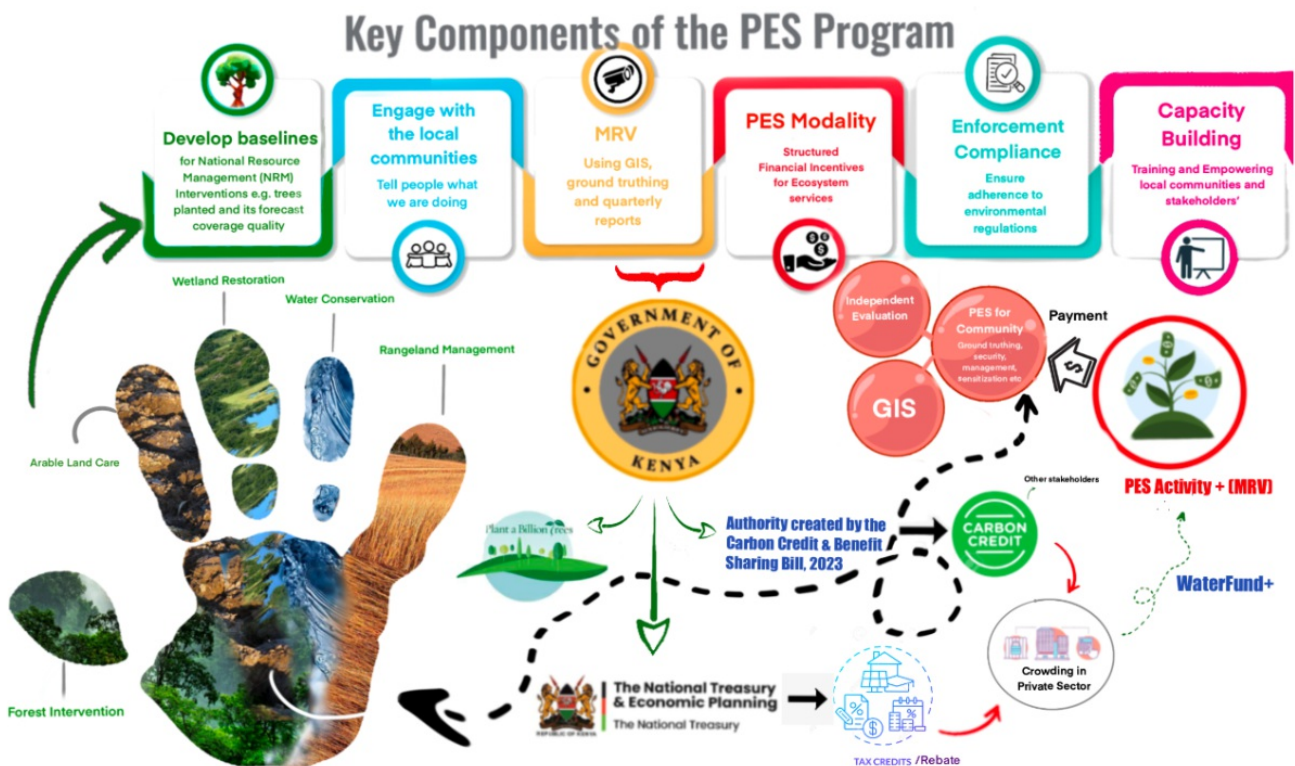 Key Components of the PES Program
Develop baselines
for National Resource
Management (NRM)
Interventions e.g. trees
planted and its forecast
coverage quality
Engage with
the local
communities
Tell people what
we are doing
MRV
Using GIS,
ground truthing
and quarterly
reports
PES Modality
Structured
Financial Incentives
for Ecosystem
services
Enforcement
Compliance
Ensure
adherence to
environmental
regulations
Capacity
Building
Training and Empowering
local communities and
stakeholders'
Wetland Restoration
Water Conservation
Rangeland Management
Arable Land Care
Forest Intervention
GOVERNMENT OF
KENYA
Independent
Evaluation
PES for
Community
Ground truthing,
security,
management,
sensitization etc
GIS
Payment
PES Activity + (MRV)
Plant a Billion Trees
Authority created by the
Carbon Credit & Benefit
Sharing Bill, 2023
Other stakeholders
CARBON
CREDIT
WaterFund+
Crowding in
Private Sector
REPUBLIC OF KENYA
The National Treasury
& Economic Planning
The National Treasury
TAX CREDITS /Rebate